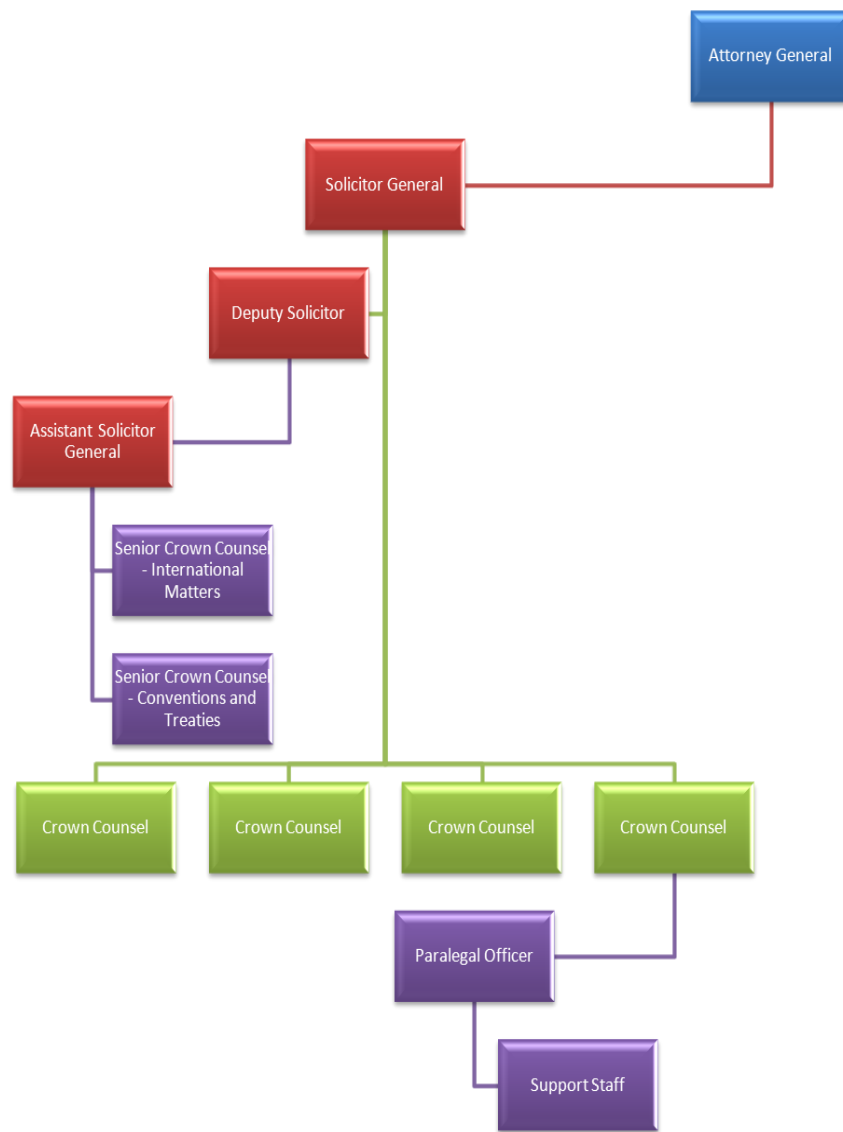 Attorney General
Solicitor General
Deputy Solicitor
Assistant Solicitor
General
Senior Crown Counsel
- International
Matters
Senior Crown Counsel
- Conventions and
Treaties
Crown Counsel
Crown Counsel
Crown Counsel
Crown Counsel
Paralegal Officer
Support Staff